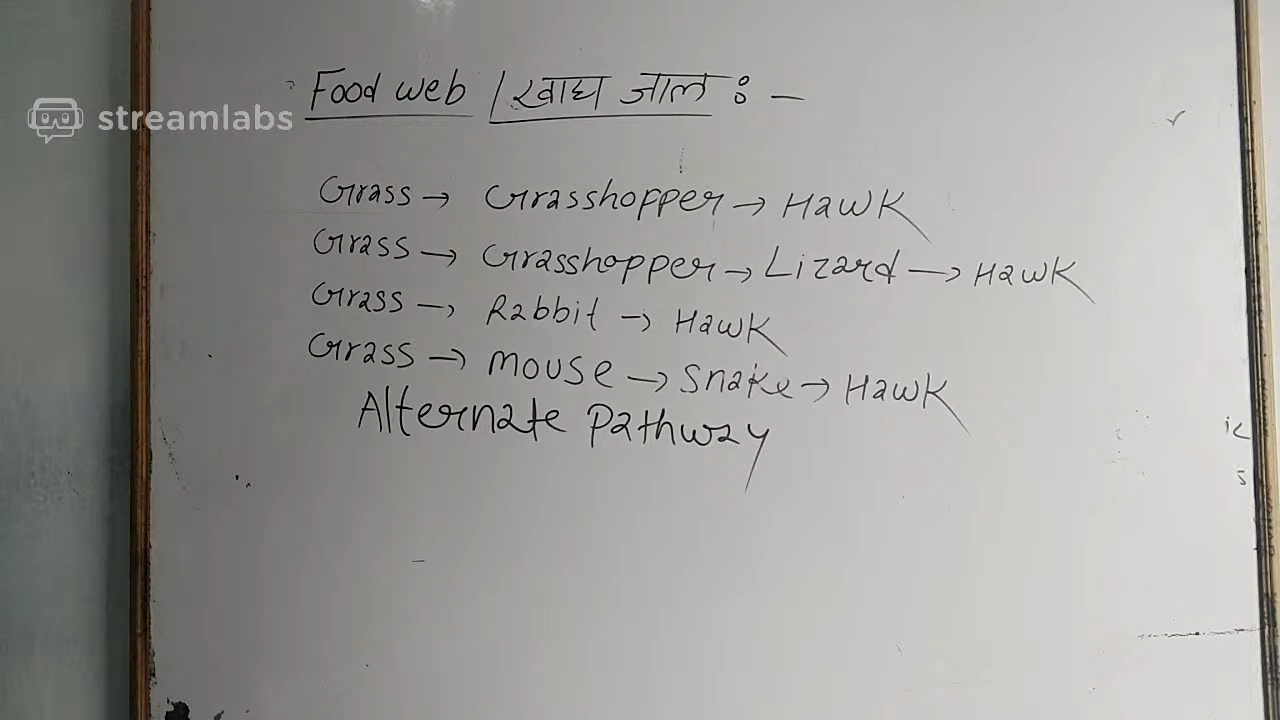 streamlabs
Food web / खाद्य जाल : —
Grass → Grasshopper → Hawk
Grass → Grasshopper → Lizard → Hawk
Grass → Rabbit → Hawk
Grass → mouse → Snake → Hawk
Alternate Pathway